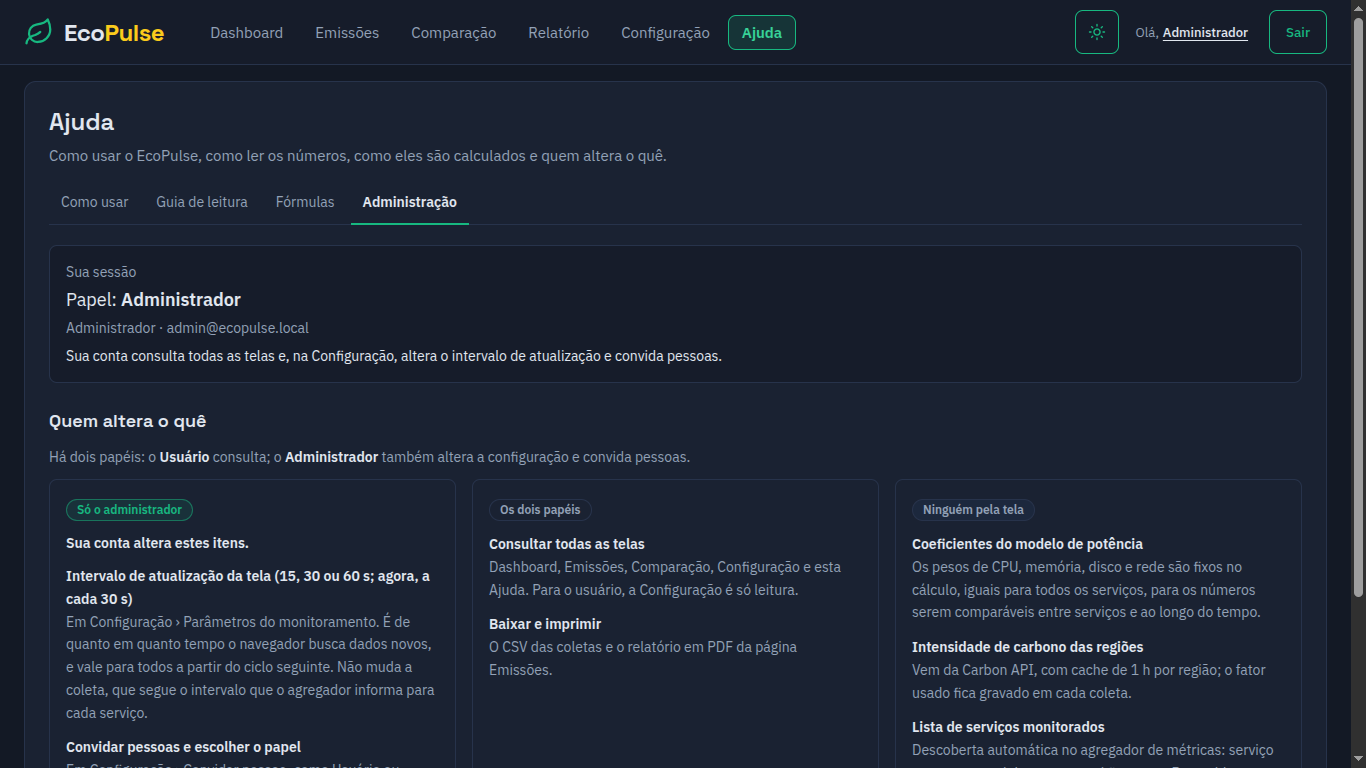 EcoPulse
Dashboard
Emissões
Comparação
Relatório
Configuração
Ajuda
Olá, Administrador
Sair
Ajuda
Como usar o EcoPulse, como ler os números, como eles são calculados e quem altera o quê.
Como usar
Guia de leitura
Fórmulas
Administração
Sua sessão
Papel: Administrador
Administrador · admin@ecopulse.local
Sua conta consulta todas as telas e, na Configuração, altera o intervalo de atualização e convida pessoas.
Quem altera o quê
Há dois papéis: o Usuário consulta; o Administrador também altera a configuração e convida pessoas.
Só o administrador
Sua conta altera estes itens.
Intervalo de atualização da tela (15, 30 ou 60 s; agora, a
cada 30 s)
Em Configuração › Parâmetros do monitoramento. É de
quanto em quanto tempo o navegador busca dados novos,
e vale para todos a partir do ciclo seguinte. Não muda a
coleta, que segue o intervalo que o agregador informa para
cada serviço.
Convidar pessoas e escolher o papel
Os dois papéis
Consultar todas as telas
Dashboard, Emissões, Comparação, Configuração e esta
Ajuda. Para o usuário, a Configuração é só leitura.
Baixar e imprimir
O CSV das coletas e o relatório em PDF da página
Emissões.
Ninguém pela tela
Coeficientes do modelo de potência
Os pesos de CPU, memória, disco e rede são fixos no
cálculo, iguais para todos os serviços, para os números
serem comparáveis entre serviços e ao longo do tempo.
Intensidade de carbono das regiões
Vem da Carbon API, com cache de 1 h por região; o fator
usado fica gravado em cada coleta.
Lista de serviços monitorados
Descoberta automática no agregador de métricas: serviço